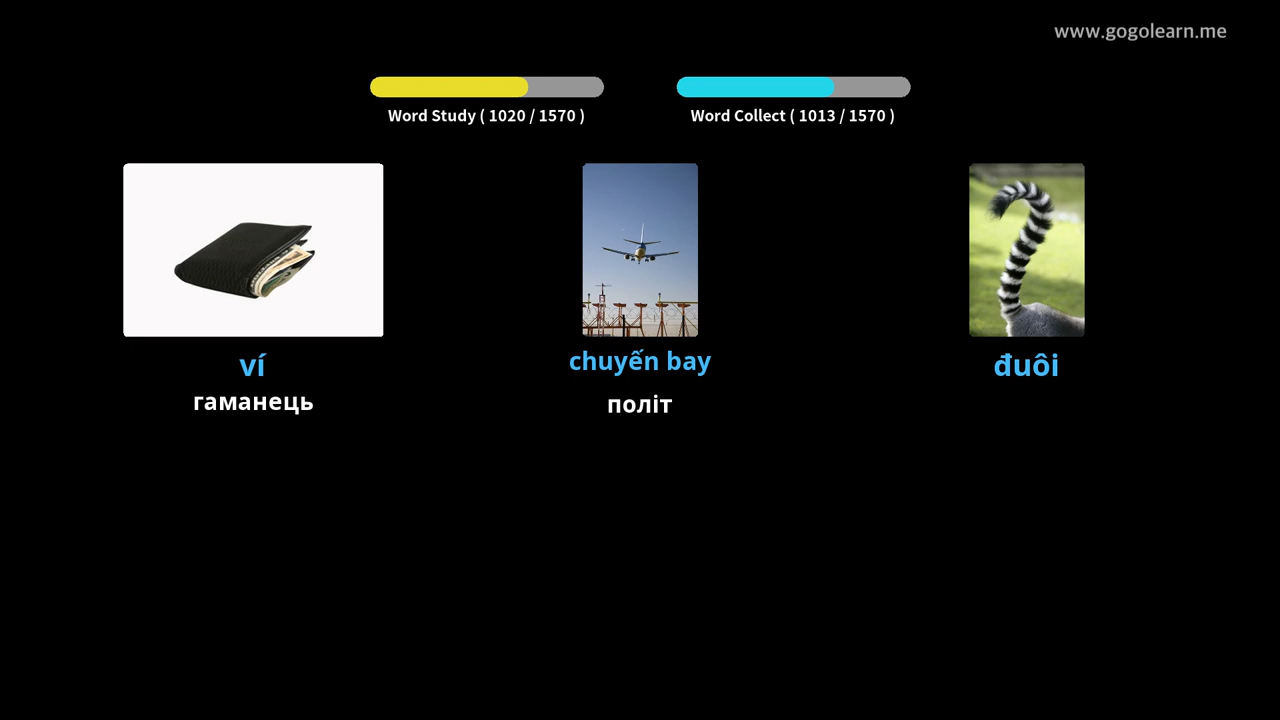 www.gogolearn.me
Word Study ( 1020 / 1570 )
Word Collect ( 1013 / 1570 )
ví
chuyến bay
đuôi
гаманець
політ